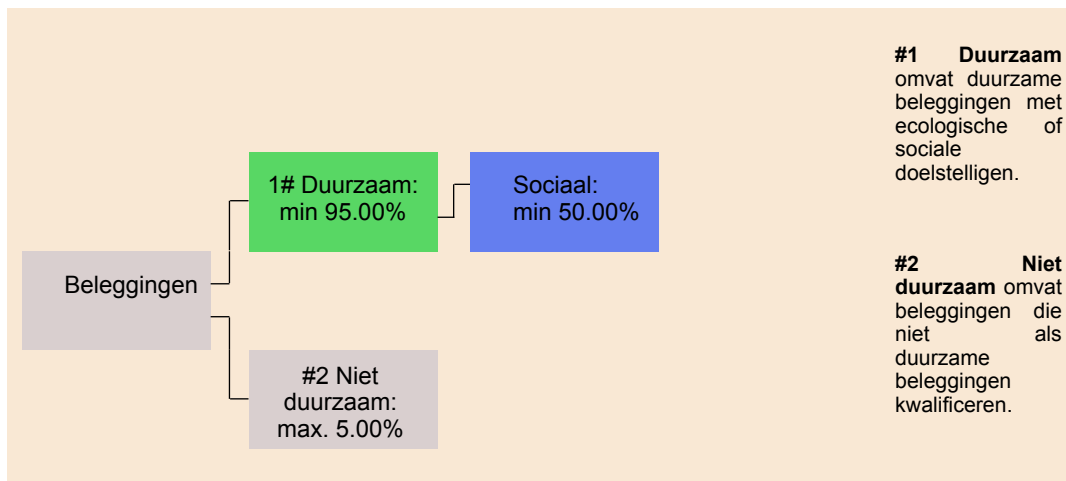 Beleggingen
1# Duurzaam:
min 95.00%
Sociaal:
min 50.00%
#2 Niet
duurzaam:
max. 5.00%
#1 Duurzaam
omvat duurzame
beleggingen met
ecologische of
sociale
doelstelligen.
#2 Niet
duurzaam omvat
beleggingen die
niet als
duurzame
beleggingen
kwalificeren.